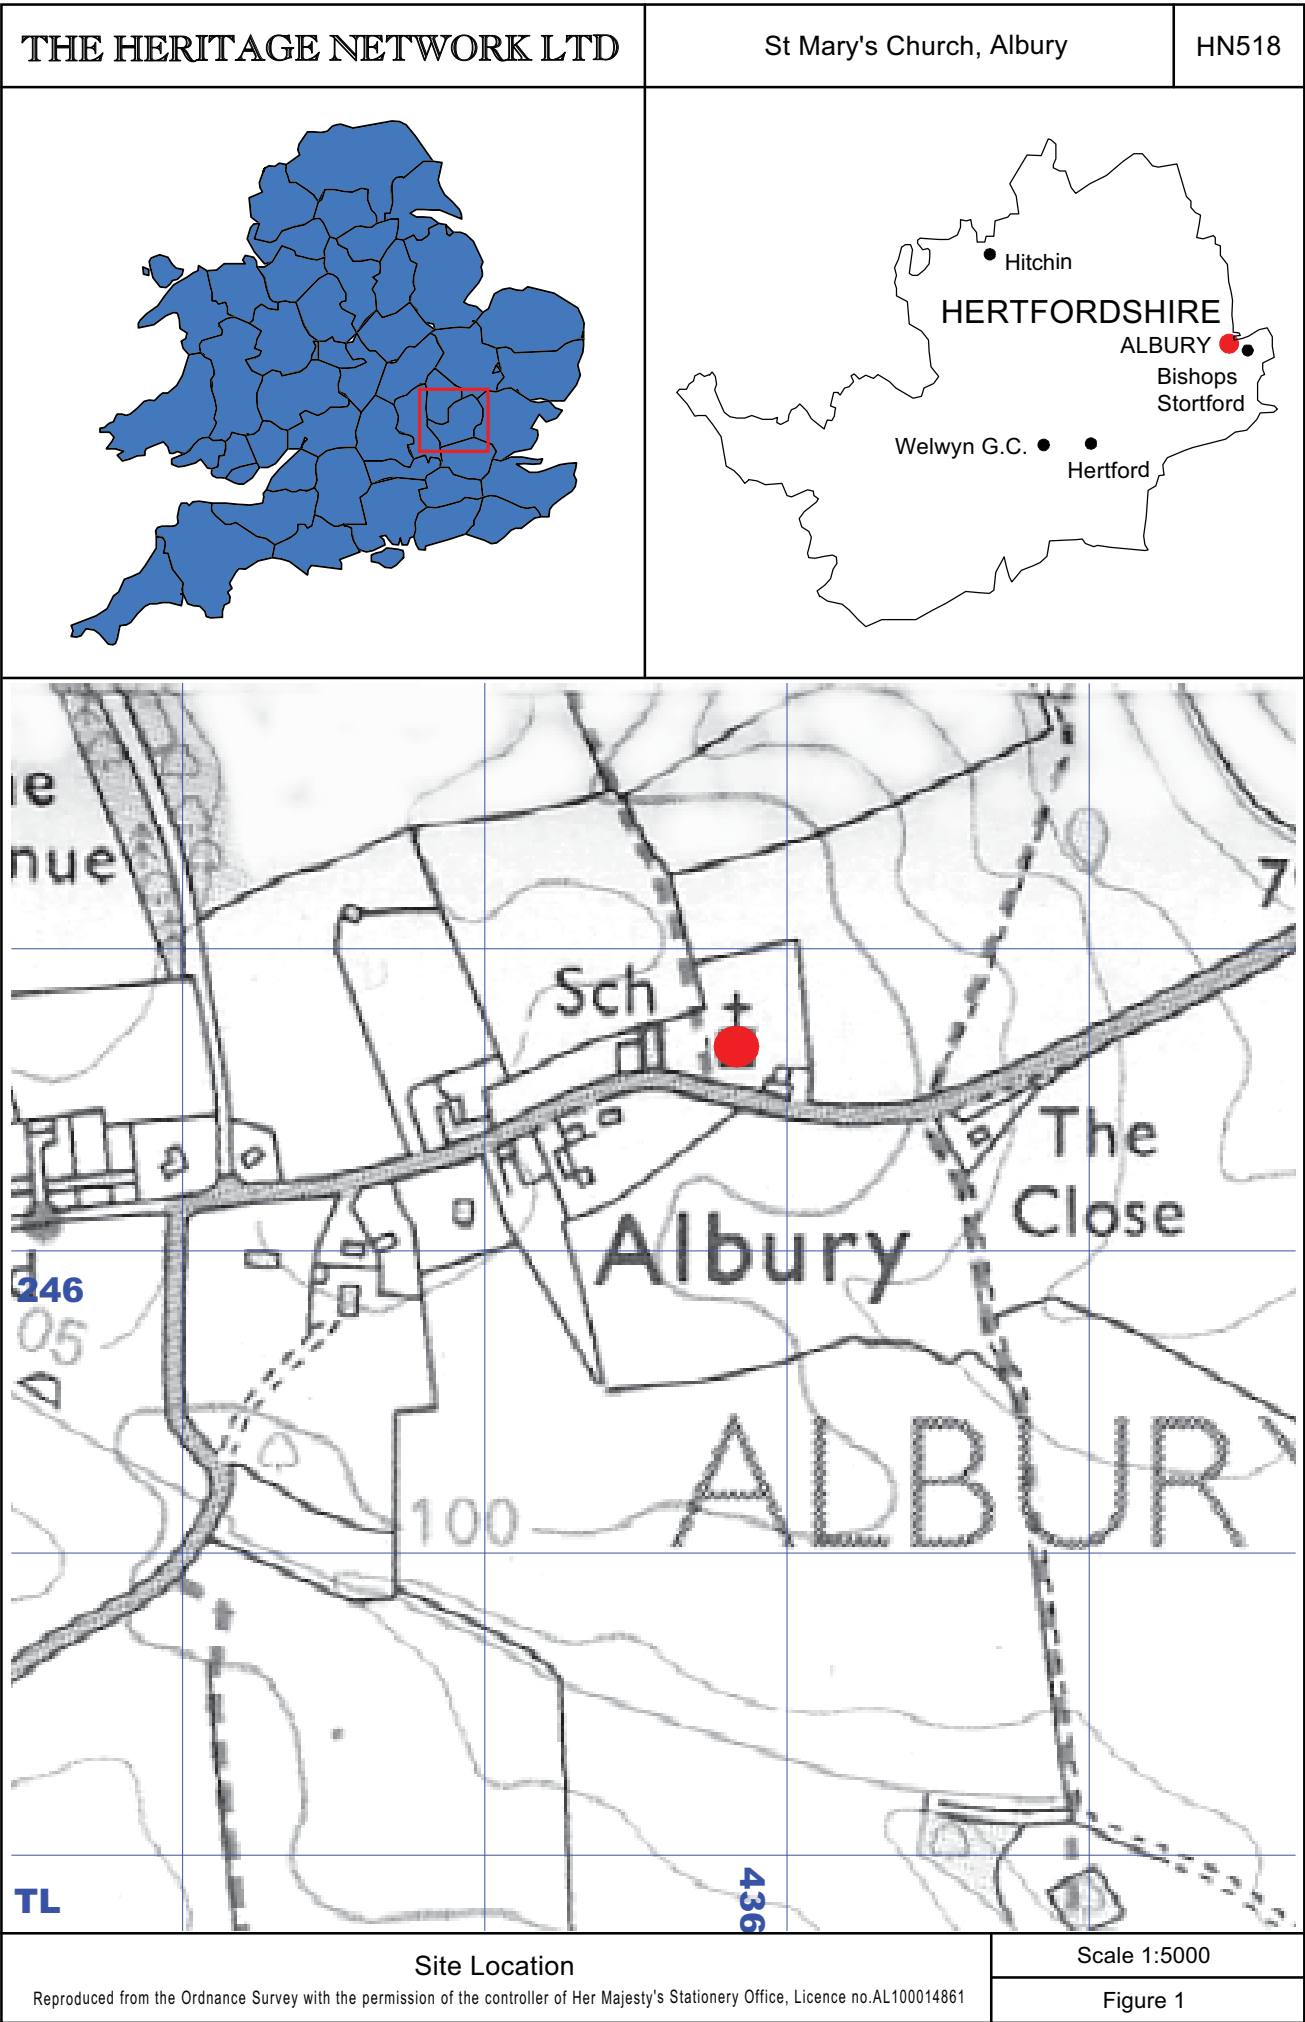 THE HERITAGE NETWORK LTD
St Mary's Church, Albury
HN518
Hitchin
HERTFORDSHIRE
ALBURY
Bishops
Stortford
Welwyn G.C.
Hertford
ie
nue
7
Sch
The
Close
Albury
246
05
ALBUR
100
TL
436
Site Location
Reproduced from the Ordnance Survey with the permission of the controller of Her Majesty's Stationery Office, Licence no.AL100014861
Scale 1:5000
Figure 1